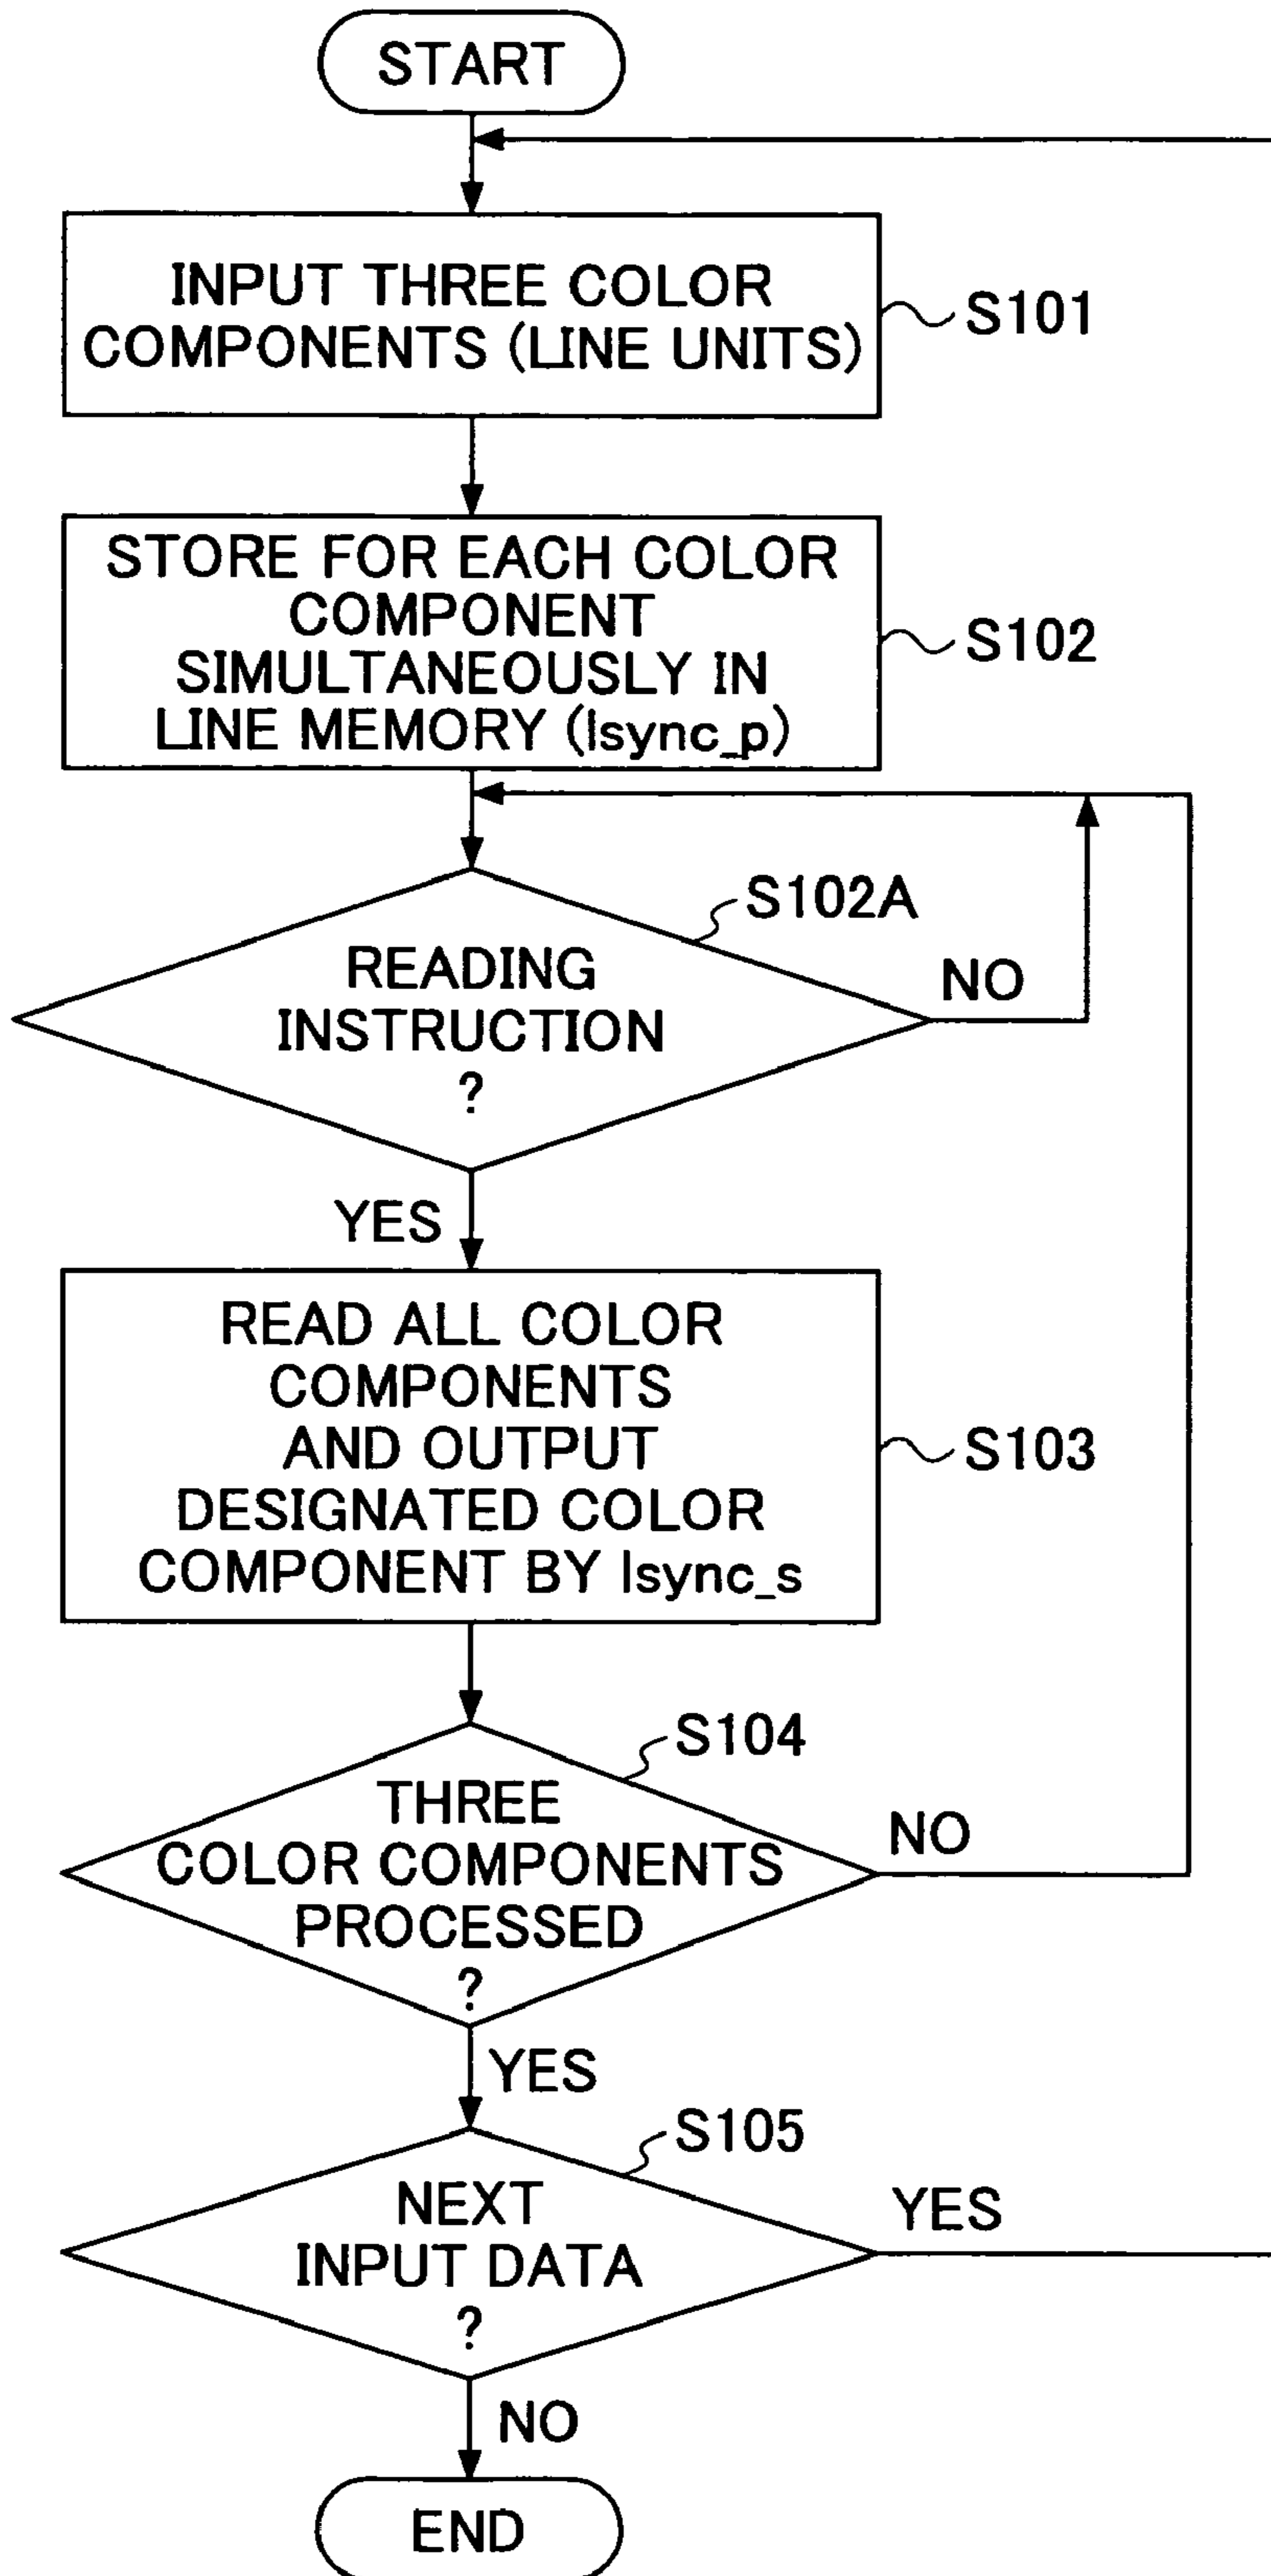 START
INPUT THREE COLOR
COMPONENTS (LINE UNITS)
S101
STORE FOR EACH COLOR
COMPONENT
SIMULTANEOUSLY IN
LINE MEMORY (lsync_p)
S102
S102A
READING
INSTRUCTION
?
NO
YES
READ ALL COLOR
COMPONENTS
AND OUTPUT
DESIGNATED COLOR
COMPONENT BY lsync_s
S103
S104
THREE
COLOR COMPONENTS
PROCESSED
?
NO
YES
S105
NEXT
INPUT DATA
?
YES
NO
END